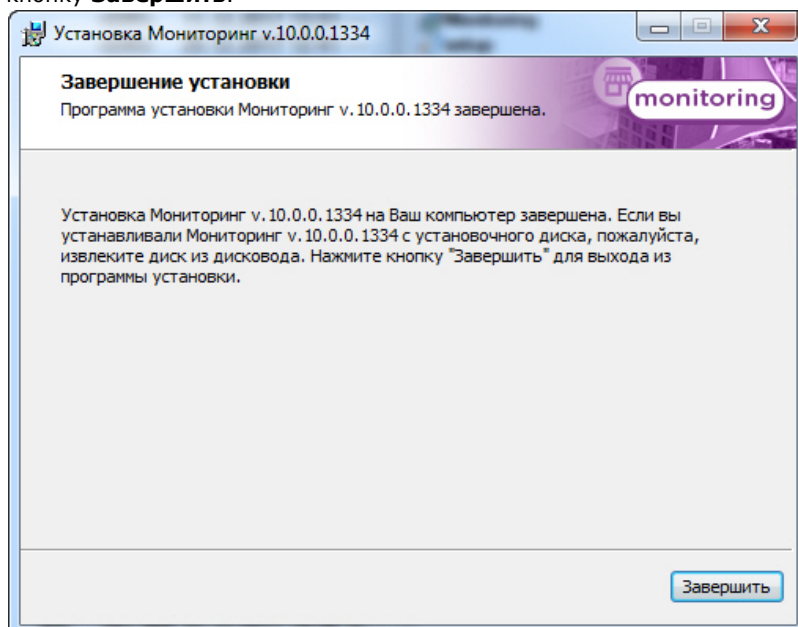 кнопку Завершить.
Установка Мониторинг v.10.0.0.1334
Завершение установки
Программа установки Мониторинг v.10.0.0.1334 завершена.
monitoring
Установка Мониторинг v.10.0.0.1334 на Ваш компьютер завершена. Если вы
устанавливали Мониторинг v.10.0.0.1334 с установочного диска, пожалуйста,
извлеките диск из дисковода. Нажмите кнопку "Завершить" для выхода из
программы установки.
Завершить